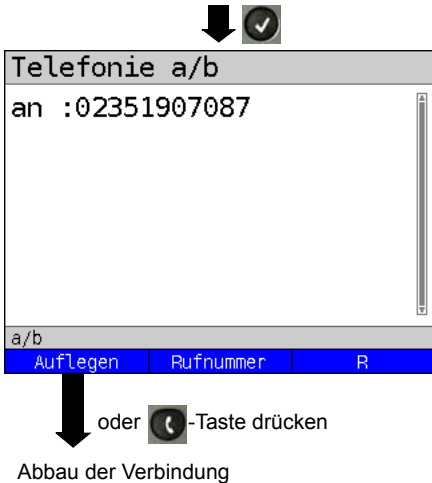 Telefonie a/b
an :02351907087
a/b
Auflegen Rufnummer R
oder -Taste drücken
Abbau der Verbindung